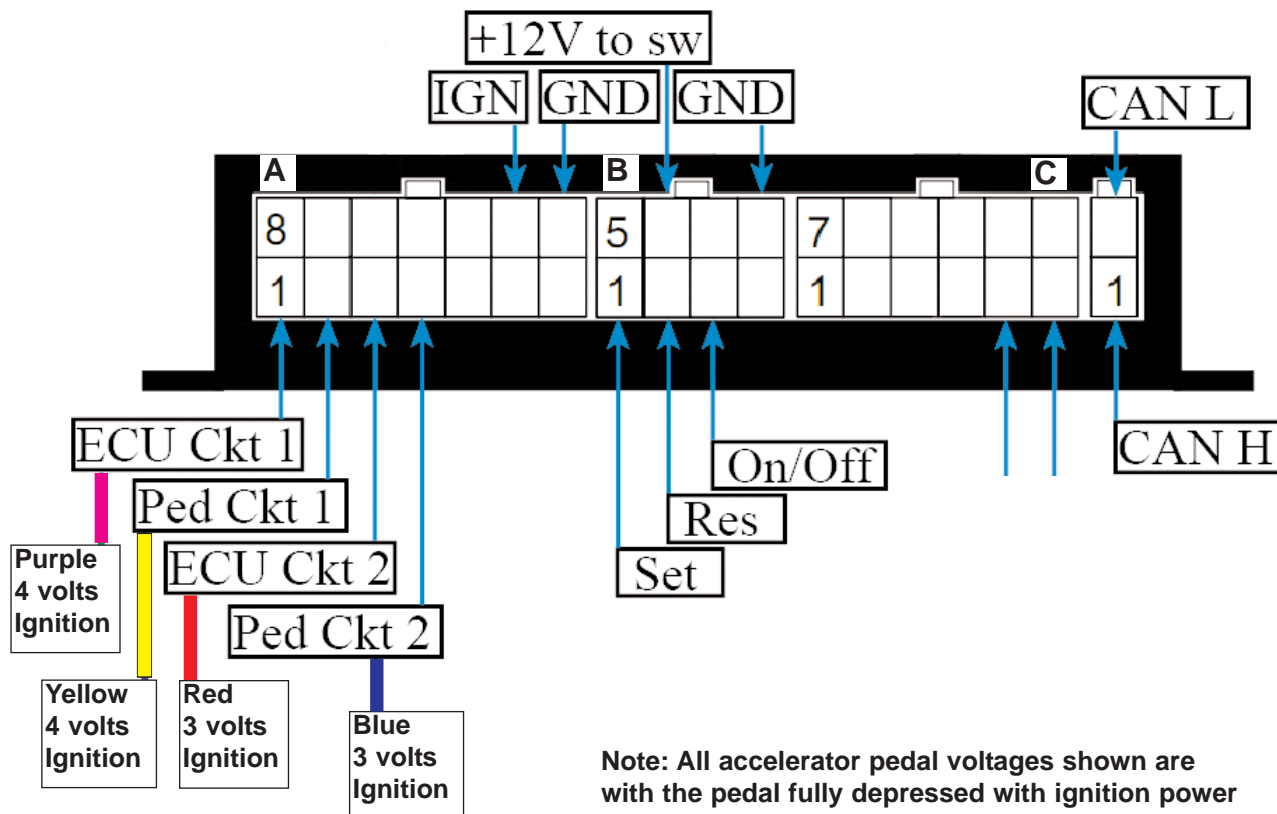 +12V to sw
IGN
GND
GND
CAN L
A
B
C
8
5
7
1
1
1
1
ECU Ckt 1
Ped Ckt 1
ECU Ckt 2
Ped Ckt 2
On/Off
Res
Set
CAN H
Purple
4 volts
Ignition
Yellow
4 volts
Ignition
Red
3 volts
Ignition
Blue
3 volts
Ignition
Note: All accelerator pedal voltages shown are
with the pedal fully depressed with ignition power